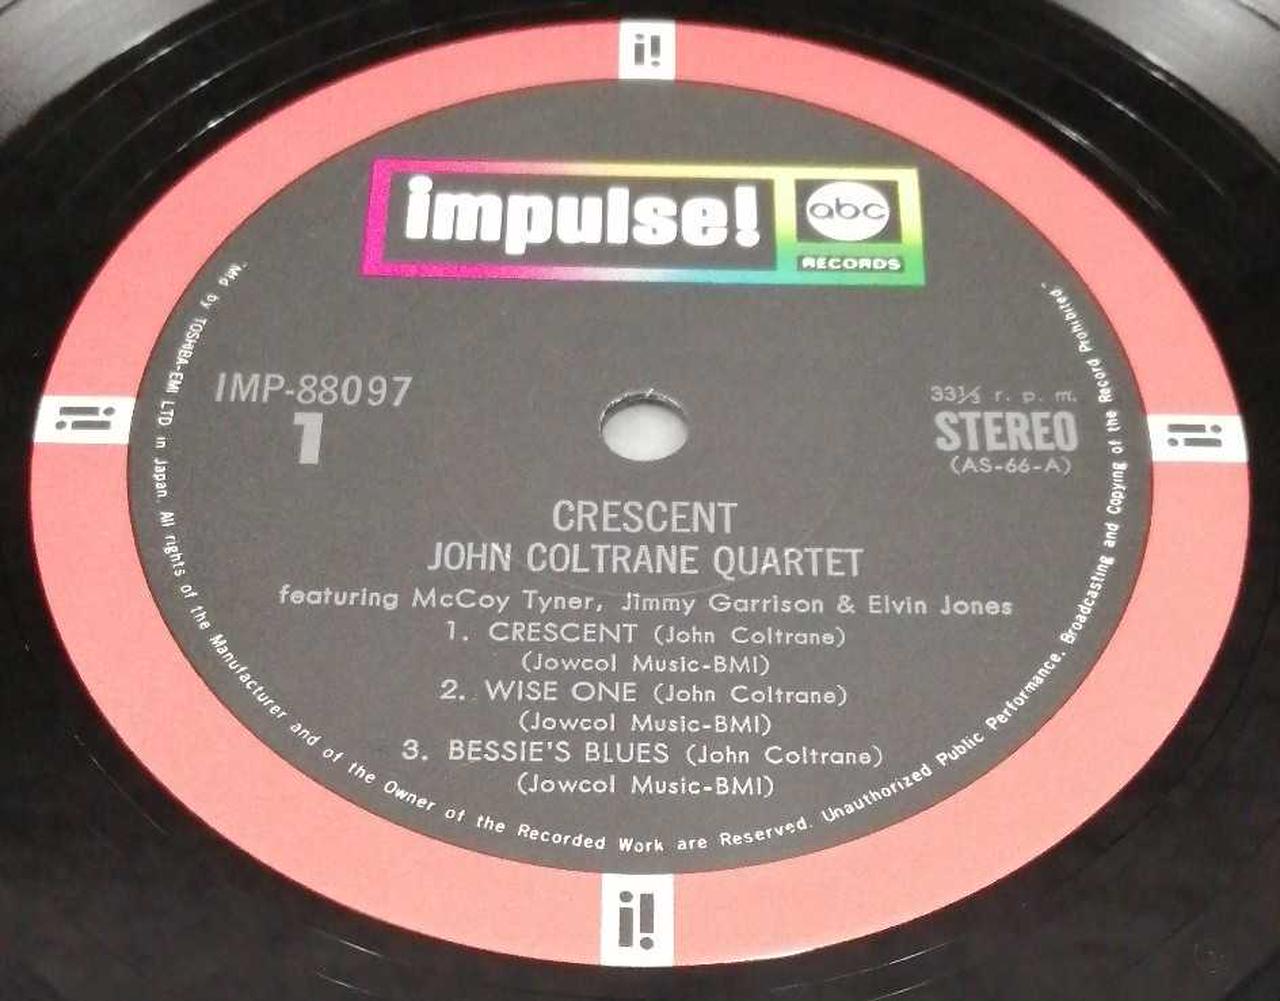 i!
impulse!
abc
RECORDS
IMP-88097
1
33⅓ r. p. m.
STEREO
(AS-66-A)
i!
i!
CRESCENT
JOHN COLTRANE QUARTET
featuring McCoy Tyner, Jimmy Garrison & Elvin Jones
1. CRESCENT (John Coltrane)
(Jowcol Music-BMI)
2. WISE ONE (John Coltrane)
(Jowcol Music-BMI)
3. BESSIE'S BLUES (John Coltrane)
(Jowcol Music-BMI)
"Mfd by TOSHIBA-EMI LTD in Japan. All rights of the Manufacturer and of the Owner of the Recorded Work are Reserved. Unauthorized Public Performance. Broadcasting and Copying of the Record Prohibited"
i!